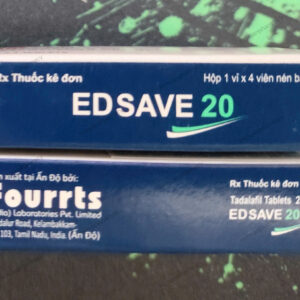 Rx Thuốc kê đơn
Hộp 1 vỉ x 4 viên nén
EDSAVE 20
xuất tại Ấn Độ bởi:
Fourrts
Laboratories Pvt. Limited
Kelambakkam-
103, Tamil Nadu, India. (Ấn Độ)
Rx Thuốc kê đơn
Tadalafil Tablets
EDSAVE 20